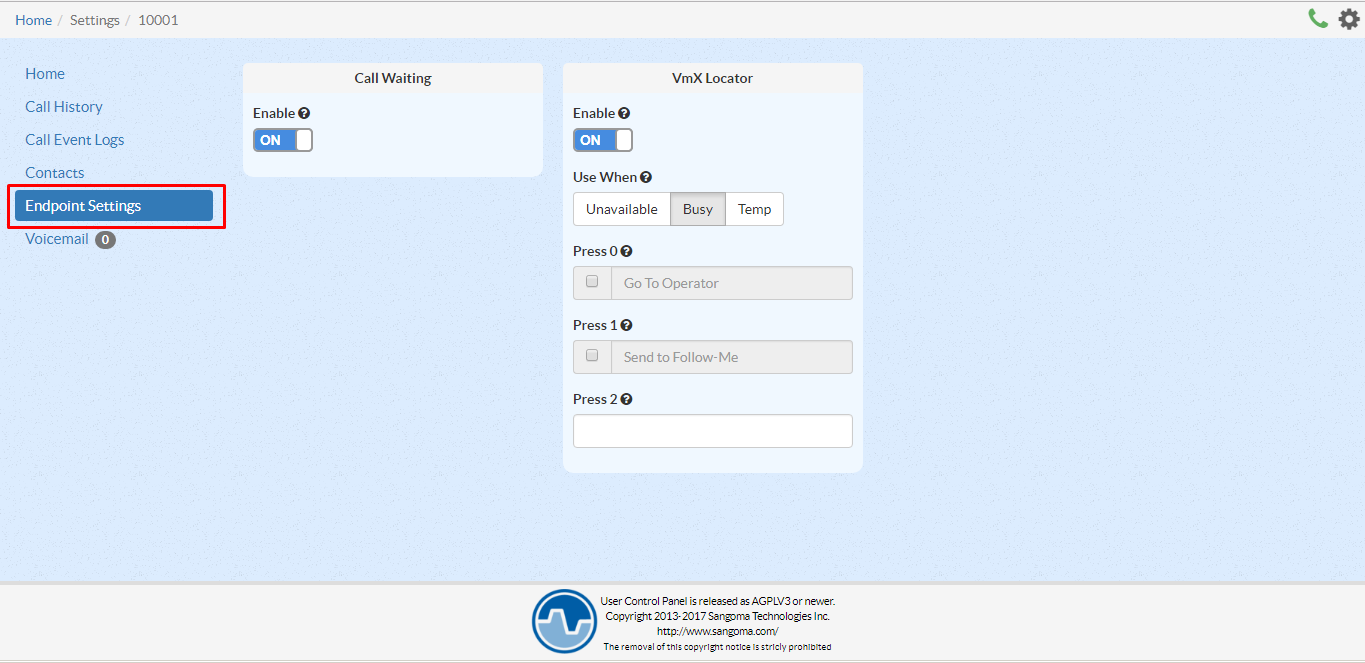 Home / Settings / 10001
Home
Call History
Call Event Logs
Contacts
Endpoint Settings
Voicemail 0
Call Waiting
Enable
ON
VmX Locator
Enable
ON
Use When
Unavailable Busy Temp
Press 0
Go To Operator
Press 1
Send to Follow-Me
Press 2
User Control Panel is released as AGPLV3 or newer.
Copyright 2013-2017 Sangoma Technologies Inc.
http://www.sangoma.com/
The removal of this copyright notice is stricly prohibited